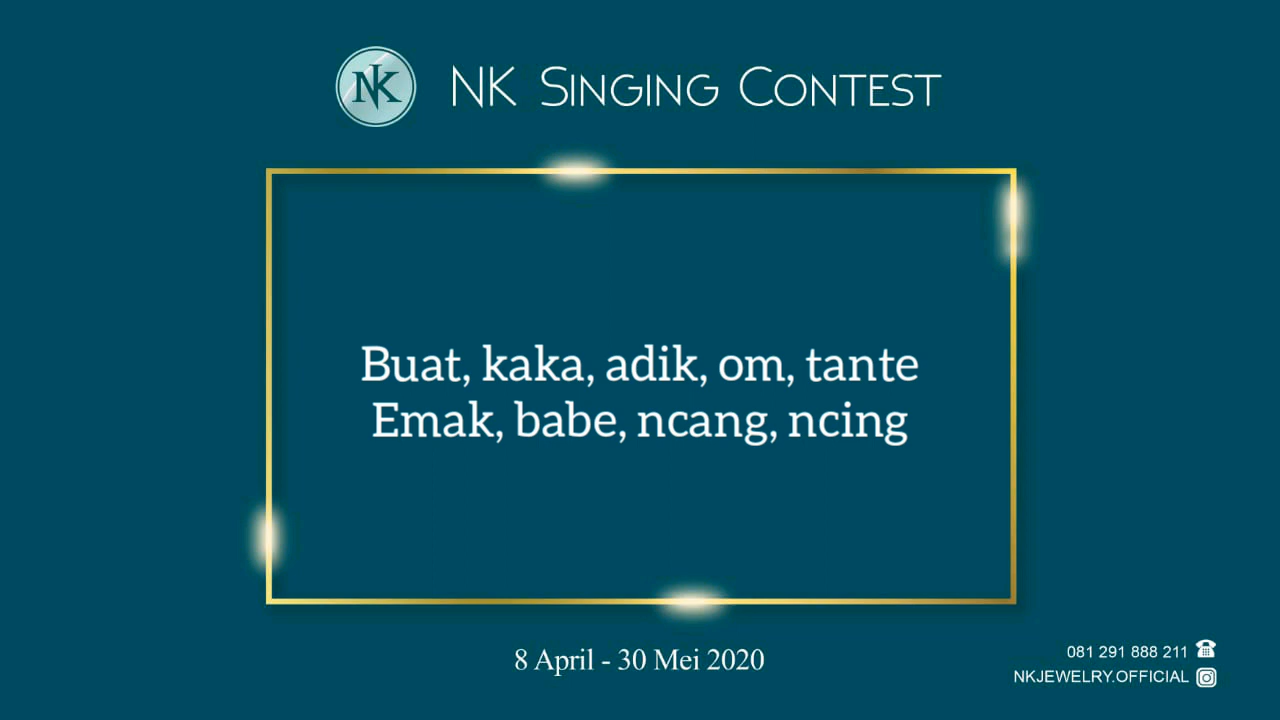 NK NK SINGING CONTEST
Buat, kaka, adik, om, tante
Emak, babe, ncang, ncing
8 April - 30 Mei 2020
081 291 888 211
NKJEWELRY.OFFICIAL